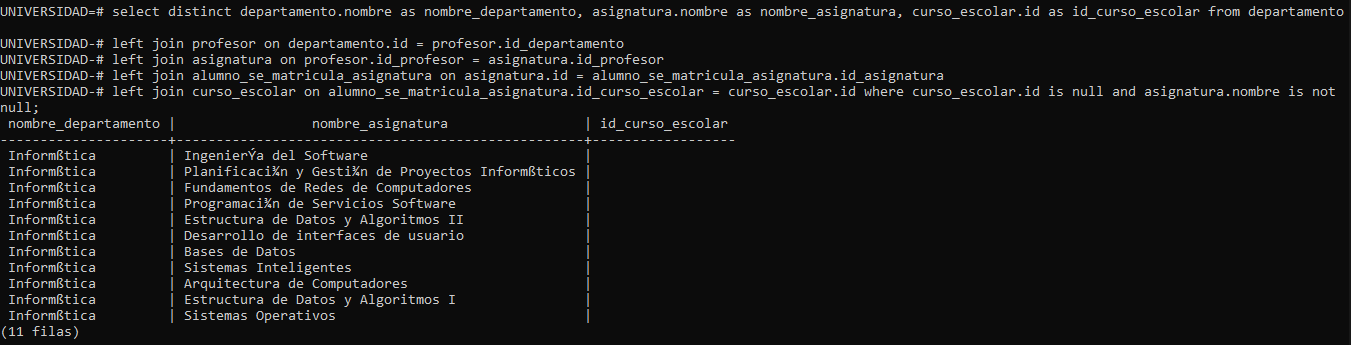 UNIVERSIDAD=# select distinct departamento.nombre as nombre_departamento, asignatura.nombre as nombre_asignatura, curso_escolar.id as id_curso_escolar from departamento
UNIVERSIDAD-# left join profesor on departamento.id = profesor.id_departamento
UNIVERSIDAD-# left join asignatura on profesor.id_profesor = asignatura.id_profesor
UNIVERSIDAD-# left join alumno_se_matricula_asignatura on asignatura.id = alumno_se_matricula_asignatura.id_asignatura
UNIVERSIDAD-# left join curso_escolar on alumno_se_matricula_asignatura.id_curso_escolar = curso_escolar.id where curso_escolar.id is null and asignatura.nombre is not
null;
nombre_departamento | nombre_asignatura | id_curso_escolar
---------------------+---------------------------------------------------+------------------
Informßtica | IngenierÝa del Software |
Informßtica | Planificaci¾n y Gesti¾n de Proyectos Informßticos |
Informßtica | Fundamentos de Redes de Computadores |
Informßtica | Programaci¾n de Servicios Software |
Informßtica | Estructura de Datos y Algoritmos II |
Informßtica | Desarrollo de interfaces de usuario |
Informßtica | Bases de Datos |
Informßtica | Sistemas Inteligentes |
Informßtica | Arquitectura de Computadores |
Informßtica | Estructura de Datos y Algoritmos I |
Informßtica | Sistemas Operativos |
(11 filas)